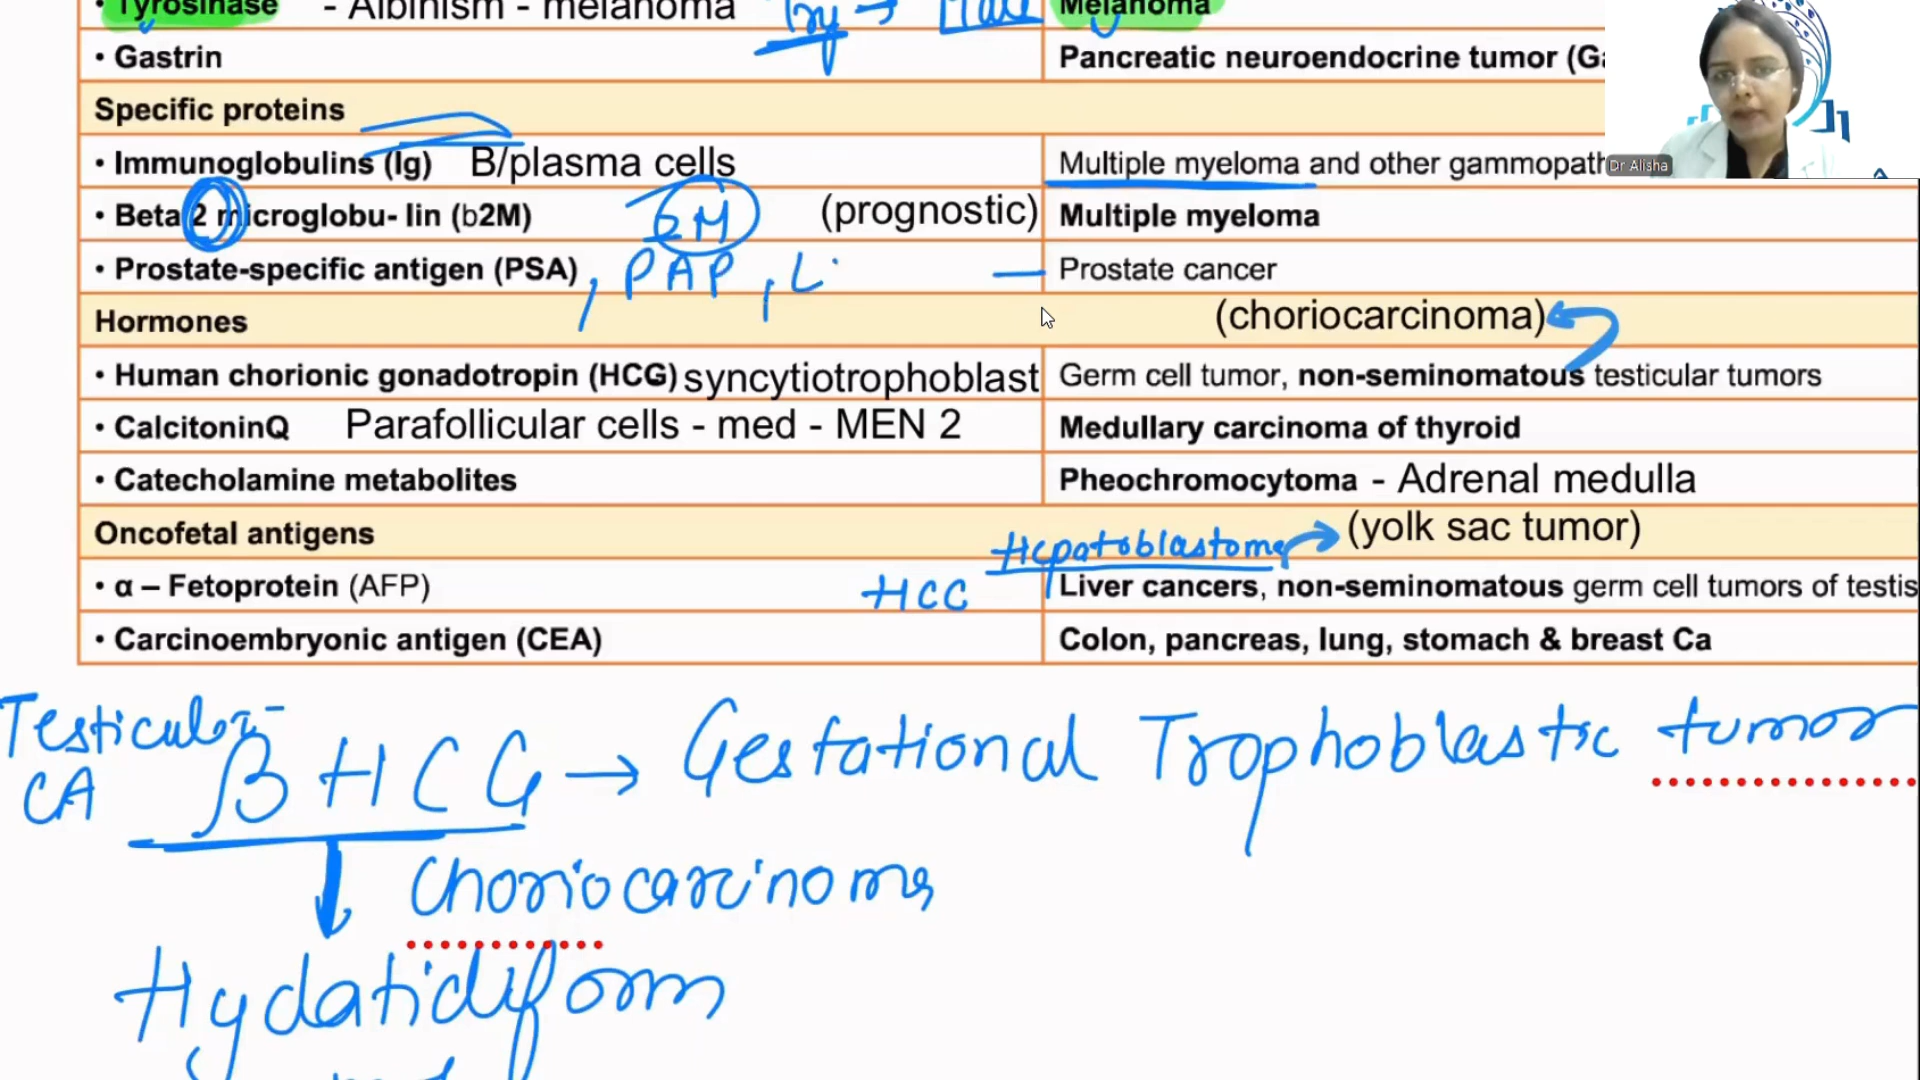 • Tyrosinase - Albinism - melanoma Melanoma
• Gastrin Pancreatic neuroendocrine tumor (Ga
Specific proteins
• Immunoglobulins (Ig) B/plasma cells Multiple myeloma and other gammopath
Dr Alisha
• Beta 2 microglobu- lin (b2M) 2M (prognostic) Multiple myeloma
• Prostate-specific antigen (PSA) , PAP , L Prostate cancer
Hormones (choriocarcinoma)
• Human chorionic gonadotropin (HCG) syncytiotrophoblast Germ cell tumor, non-seminomatous testicular tumors
• CalcitoninQ Parafollicular cells - med - MEN 2 Medullary carcinoma of thyroid
• Catecholamine metabolites Pheochromocytoma - Adrenal medulla
Oncofetal antigens Hepatoblastoma (yolk sac tumor)
• α – Fetoprotein (AFP) HCC Liver cancers, non-seminomatous germ cell tumors of testis
• Carcinoembryonic antigen (CEA) Colon, pancreas, lung, stomach & breast Ca
Testicular
CA β HCG → Gestational Trophoblastic tumor
Choriocarcinoma
Hydatidiform